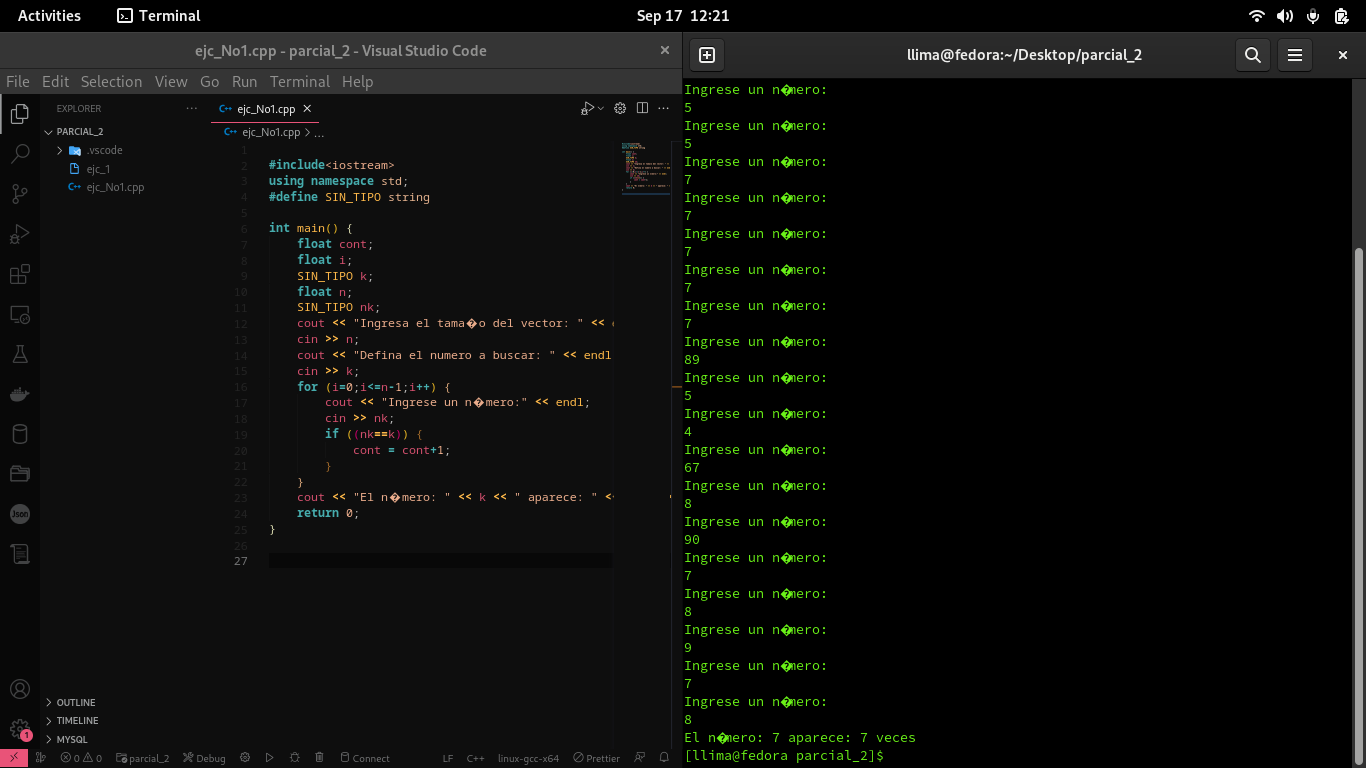 Activities
Terminal
Sep 17 12:21
ejc_No1.cpp - parcial_2 - Visual Studio Code
File Edit Selection View Go Run Terminal Help
EXPLORER
PARCIAL_2
.vscode
ejc_1
ejc_No1.cpp
OUTLINE
TIMELINE
MYSQL
Json
1
ejc_No1.cpp
ejc_No1.cpp > ...
1
2 #include<iostream>
3 using namespace std;
4 #define SIN_TIPO string
5
6 int main() {
7 float cont;
8 float i;
9 SIN_TIPO k;
10 float n;
11 SIN_TIPO nk;
12 cout << "Ingresa el tama�o del vector: " <<
13 cin >> n;
14 cout << "Defina el numero a buscar: " << endl
15 cin >> k;
16 for (i=0;i<=n-1;i++) {
17 cout << "Ingrese un n�mero:" << endl;
18 cin >> nk;
19 if ((nk==k)) {
20 cont = cont+1;
21 }
22 }
23 cout << "El n�mero: " << k << " aparece: " <<
24 return 0;
25 }
26
27
0 0 parcial_2 Debug Connect LF C++ linux-gcc-x64 Prettier
llima@fedora:~/Desktop/parcial_2
Ingrese un n�mero:
5
Ingrese un n�mero:
5
Ingrese un n�mero:
7
Ingrese un n�mero:
7
Ingrese un n�mero:
7
Ingrese un n�mero:
7
Ingrese un n�mero:
7
Ingrese un n�mero:
89
Ingrese un n�mero:
5
Ingrese un n�mero:
4
Ingrese un n�mero:
67
Ingrese un n�mero:
8
Ingrese un n�mero:
90
Ingrese un n�mero:
7
Ingrese un n�mero:
8
Ingrese un n�mero:
9
Ingrese un n�mero:
7
Ingrese un n�mero:
8
El n�mero: 7 aparece: 7 veces
[llima@fedora parcial_2]$